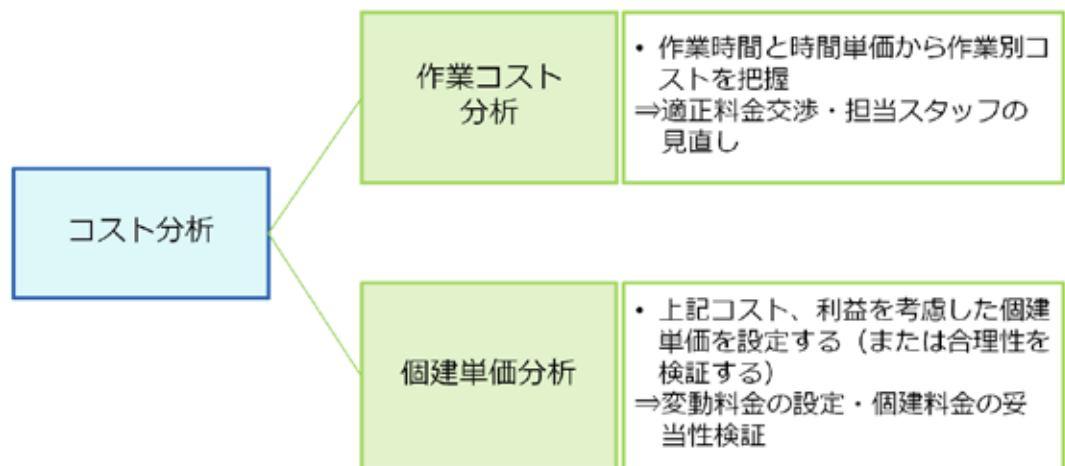 コスト分析
作業コスト
分析
• 作業時間と時間単価から作業別コ
ストを把握
⇒適正料金交渉・担当スタッフの
見直し
個建単価分析
• 上記コスト、利益を考慮した個建
単価を設定する（または合理性を
検証する）
⇒変動料金の設定・個建料金の妥
当性検証